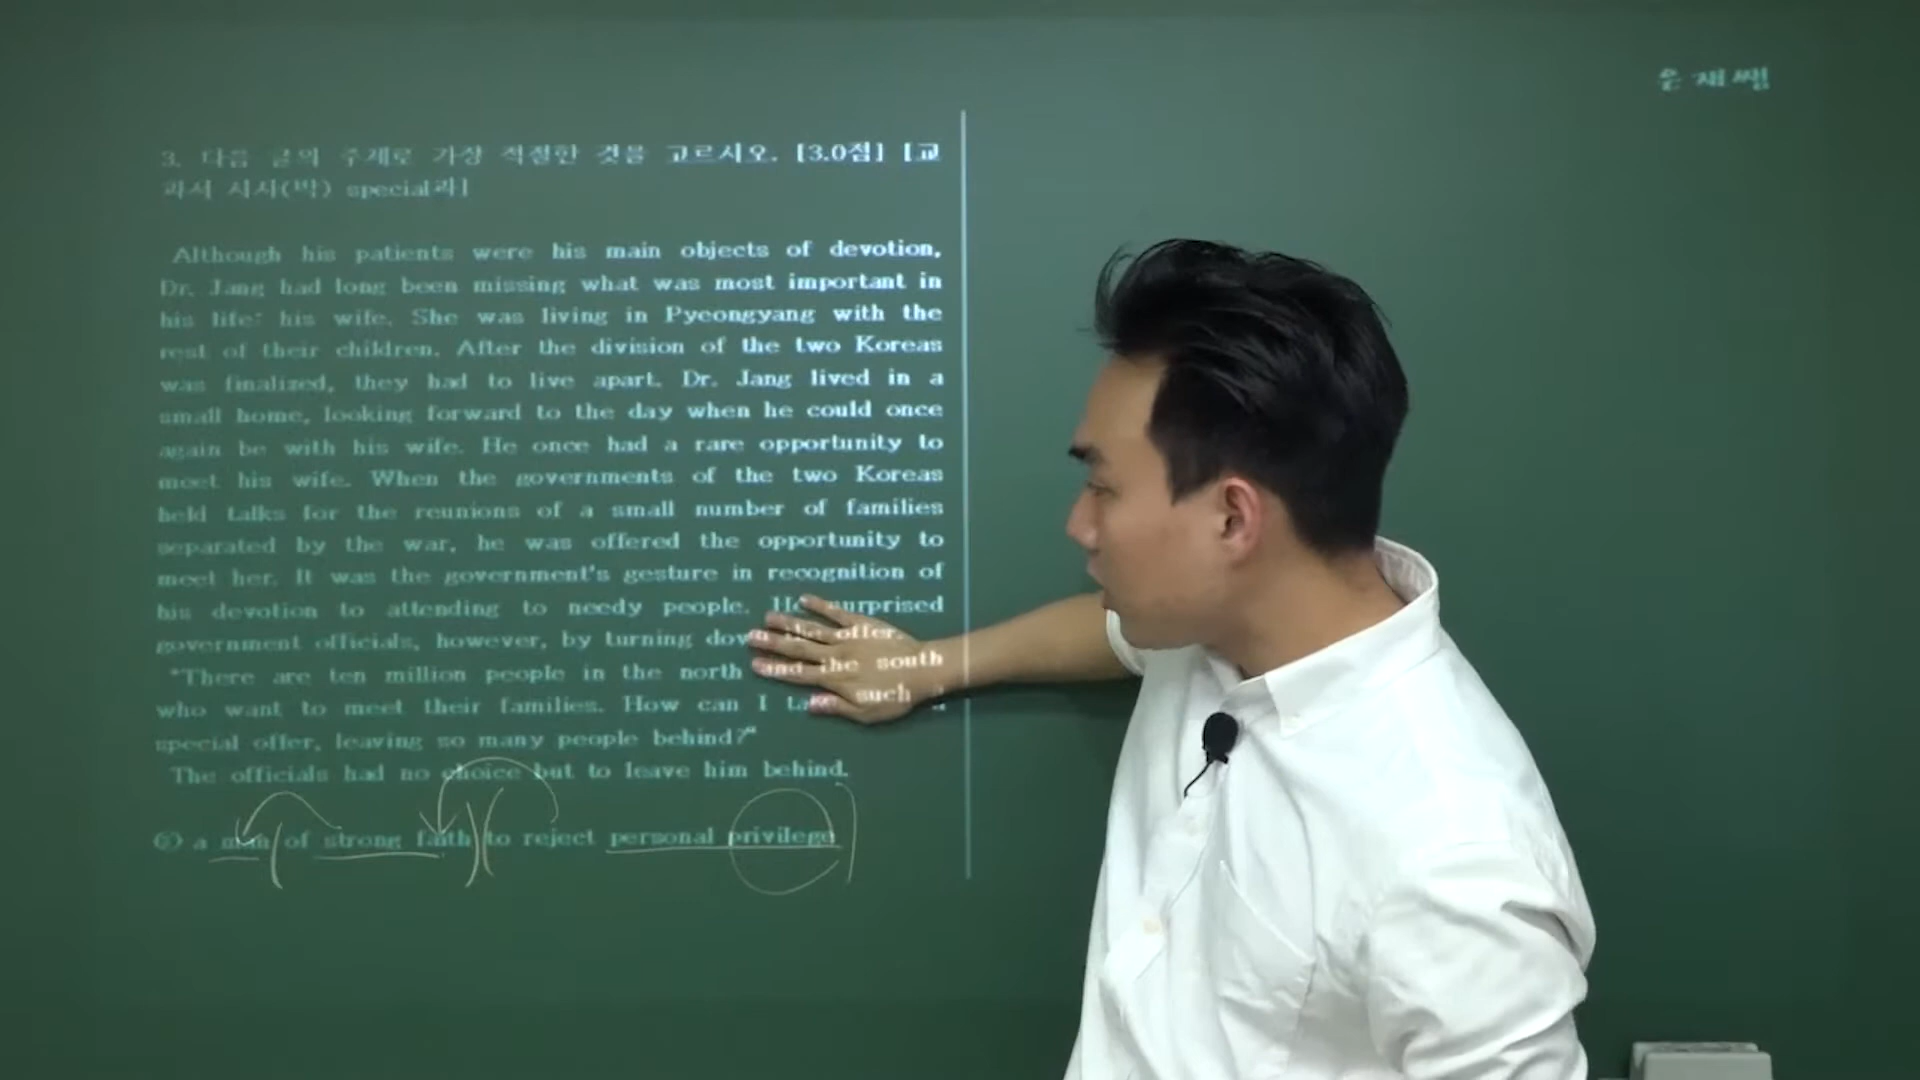 은재쌤
3. 다음 글의 주제로 가장 적절한 것을 고르시오. [3.0점] [교
과서 시사(박) special과]
Although his patients were his main objects of devotion,
Dr. Jang had long been missing what was most important in
his life: his wife. She was living in Pyeongyang with the
rest of their children. After the division of the two Koreas
was finalized, they had to live apart. Dr. Jang lived in a
small home, looking forward to the day when he could once
again be with his wife. He once had a rare opportunity to
meet his wife. When the governments of the two Koreas
held talks for the reunions of a small number of families
separated by the war, he was offered the opportunity to
meet her. It was the government's gesture in recognition of
his devotion to attending to needy people. He surprised
government officials, however, by turning down the offer.
"There are ten million people in the north and the south
who want to meet their families. How can I take such a
special offer, leaving so many people behind?"
The officials had no choice but to leave him behind.
a man of strong faith to reject personal privilege